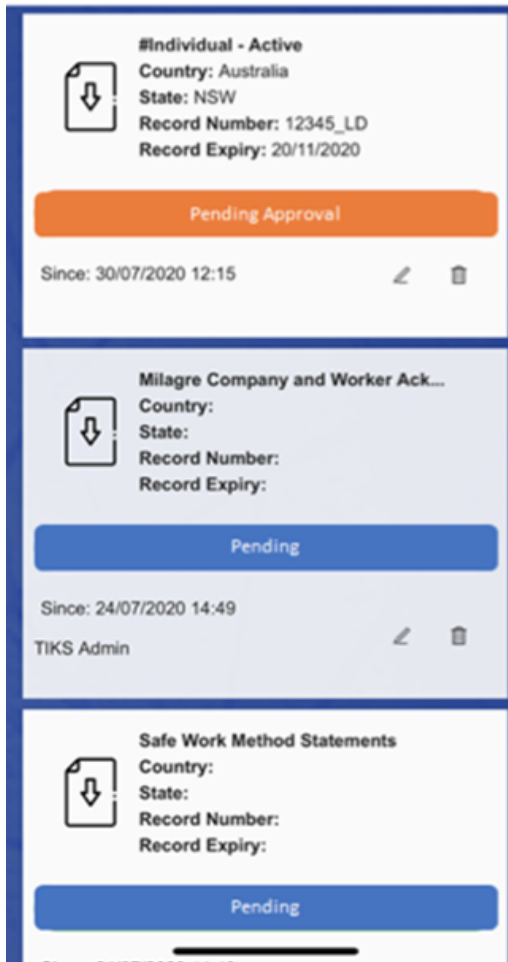 #Individual - Active
Country: Australia
State: NSW
Record Number: 12345_LD
Record Expiry: 20/11/2020
Pending Approval
Since: 30/07/2020 12:15
Milagre Company and Worker Ack...
Country:
State:
Record Number:
Record Expiry:
Pending
Since: 24/07/2020 14:49
TIKS Admin
Safe Work Method Statements
Country:
State:
Record Number:
Record Expiry:
Pending